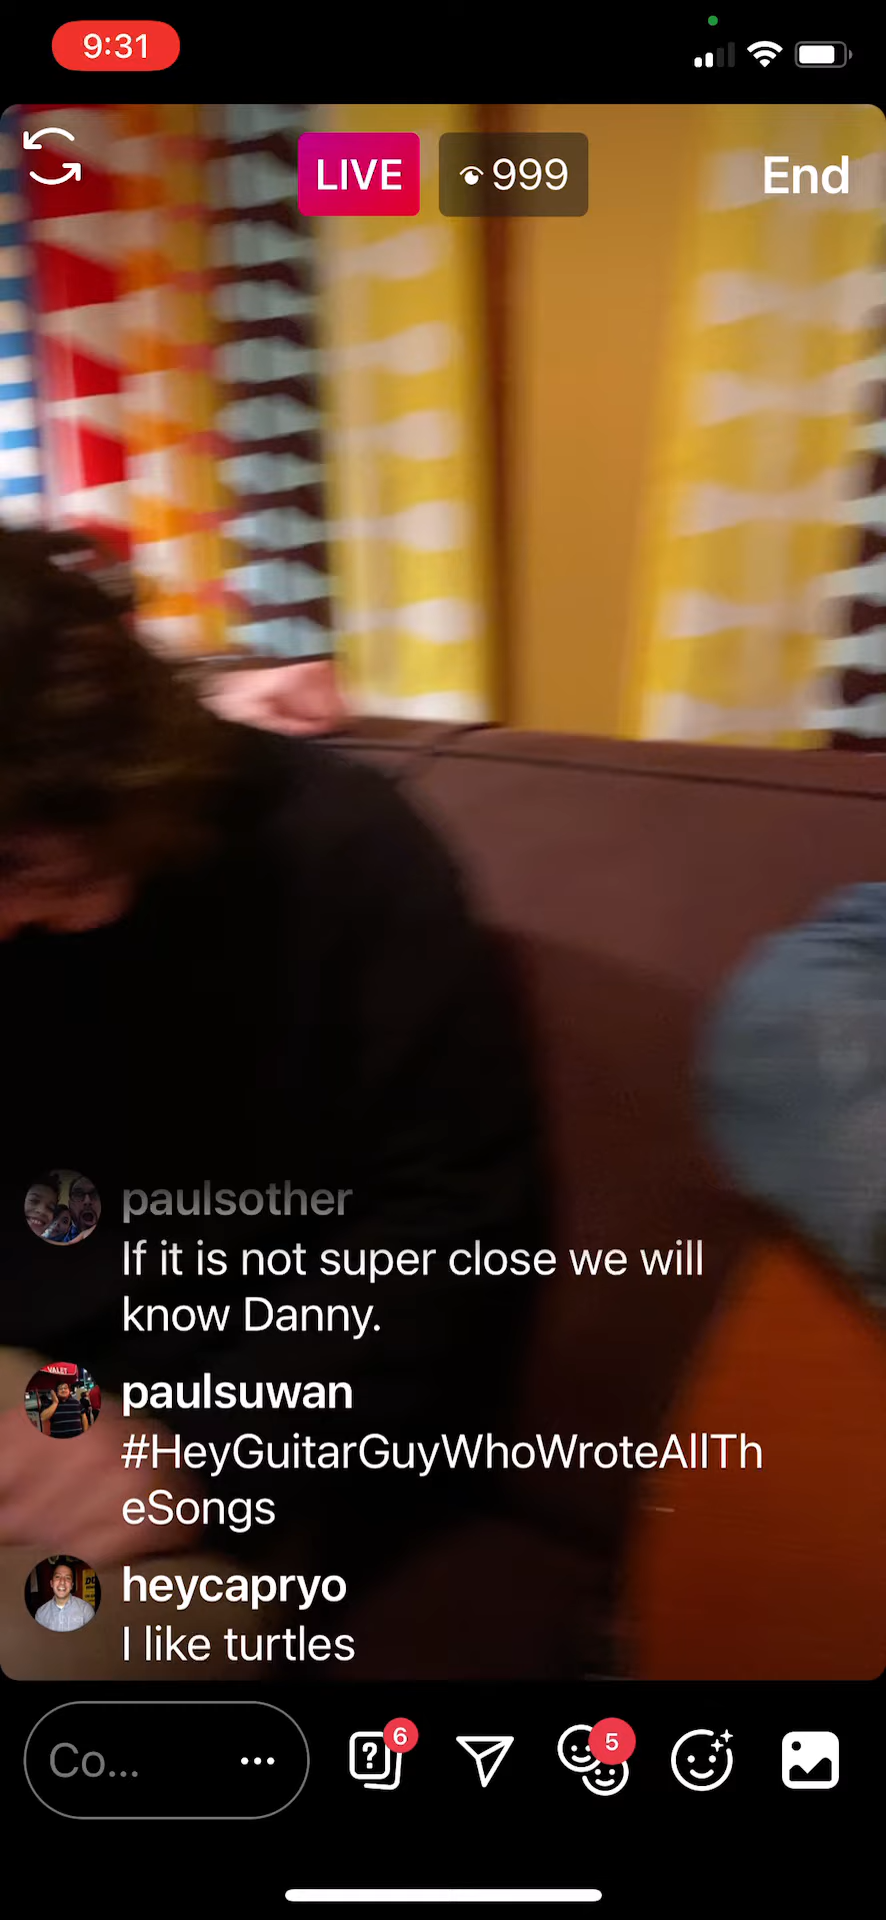 9:31
LIVE
999
End
paulsother
If it is not super close we will
know Danny.
paulsuwan
#HeyGuitarGuyWhoWroteAllTh
eSongs
heycapryo
I like turtles
Co...
6
5